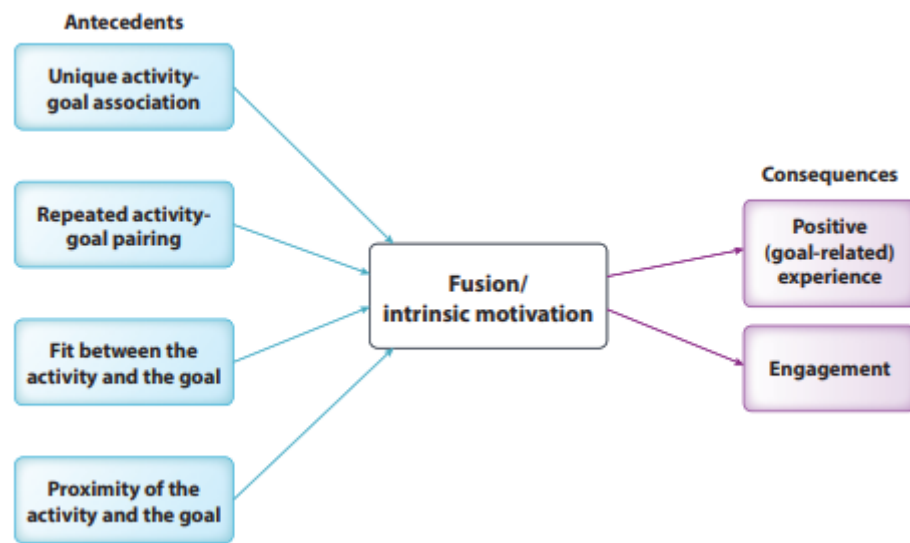 Antecedents
Unique activity-
goal association
Repeated activity-
goal pairing
Fit between the
activity and the goal
Proximity of the
activity and the goal
Fusion/
intrinsic motivation
Consequences
Positive
(goal-related)
experience
Engagement